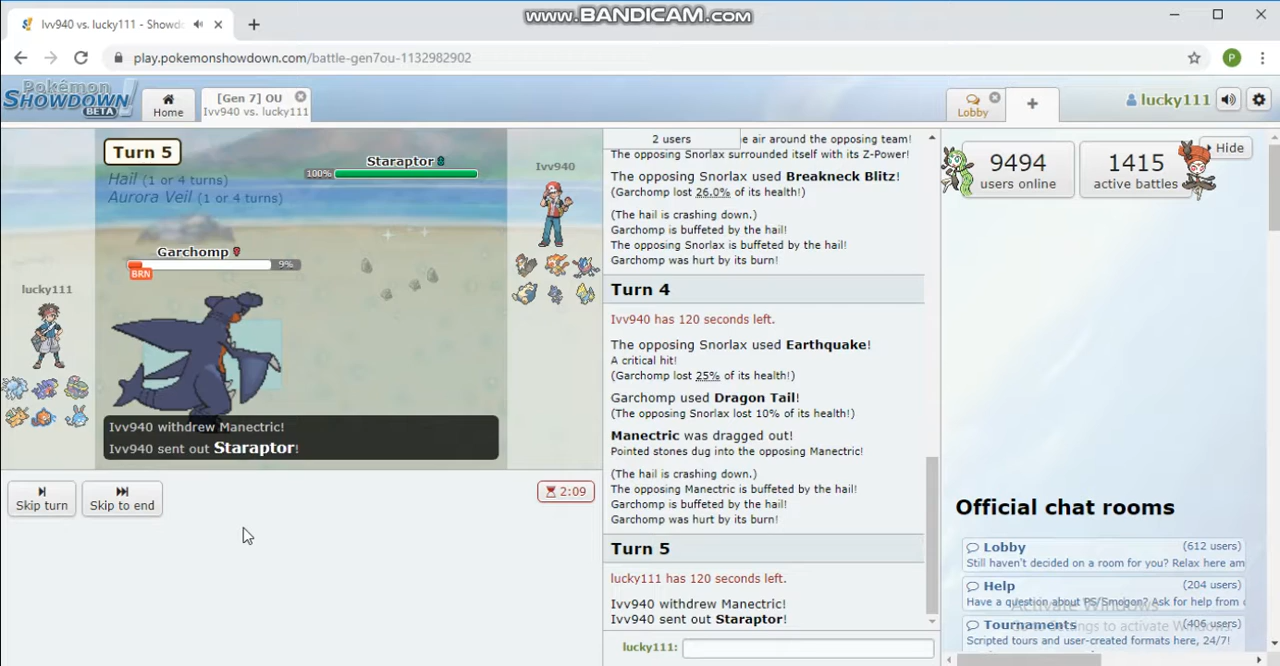 www.BANDICAM.com
Ivv940 vs. lucky111 - Showdo
play.pokemonshowdown.com/battle-gen7ou-1132982902
P
Pokémon
SHOWDOWN
BETA
Home
[Gen 7] OU
Ivv940 vs. lucky111
Lobby
lucky111
Turn 5
Hail (1 or 4 turns)
Aurora Veil (1 or 4 turns)
Staraptor
100%
Ivv940
Garchomp
9%
BRN
lucky111
Ivv940 withdrew Manectric!
Ivv940 sent out Staraptor!
Skip turn
Skip to end
2:09
2 users
e air around the opposing team!
The opposing Snorlax surrounded itself with its Z-Power!
The opposing Snorlax used Breakneck Blitz!
(Garchomp lost 26.0% of its health!)
(The hail is crashing down.)
Garchomp is buffeted by the hail!
The opposing Snorlax is buffeted by the hail!
Garchomp was hurt by its burn!
Turn 4
Ivv940 has 120 seconds left.
The opposing Snorlax used Earthquake!
A critical hit!
(Garchomp lost 25% of its health!)
Garchomp used Dragon Tail!
(The opposing Snorlax lost 10% of its health!)
Manectric was dragged out!
Pointed stones dug into the opposing Manectric!
(The hail is crashing down.)
The opposing Manectric is buffeted by the hail!
Garchomp is buffeted by the hail!
Garchomp was hurt by its burn!
Turn 5
lucky111 has 120 seconds left.
Ivv940 withdrew Manectric!
Ivv940 sent out Staraptor!
lucky111:
9494
users online
1415
active battles
Hide
Official chat rooms
Lobby
(612 users)
Still haven't decided on a room for you? Relax here am
Help
(204 users)
Have a question about PS/Smogon? Ask for help from
Activate Windows
Tournaments
(406 users)
Settings to activate Windows.
Scripted tours and user-created formats here, 24/7!